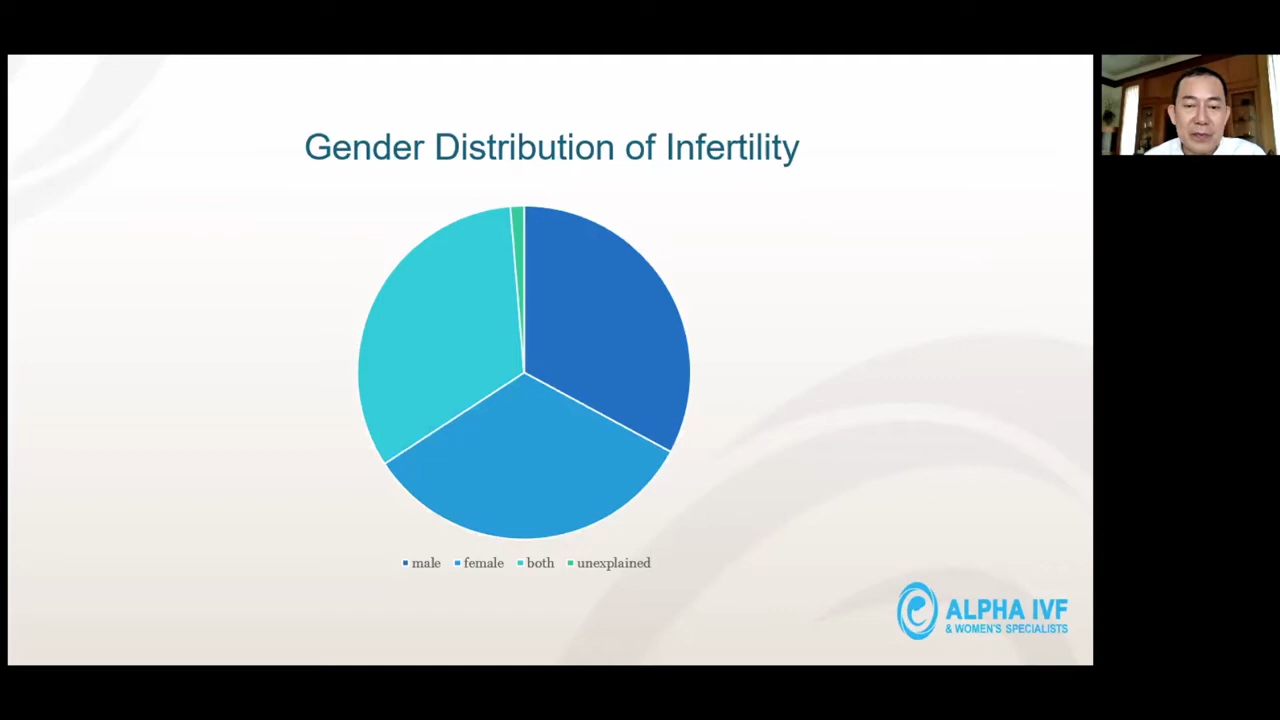 Gender Distribution of Infertility
male female both unexplained
ALPHA IVF
& WOMEN'S SPECIALISTS